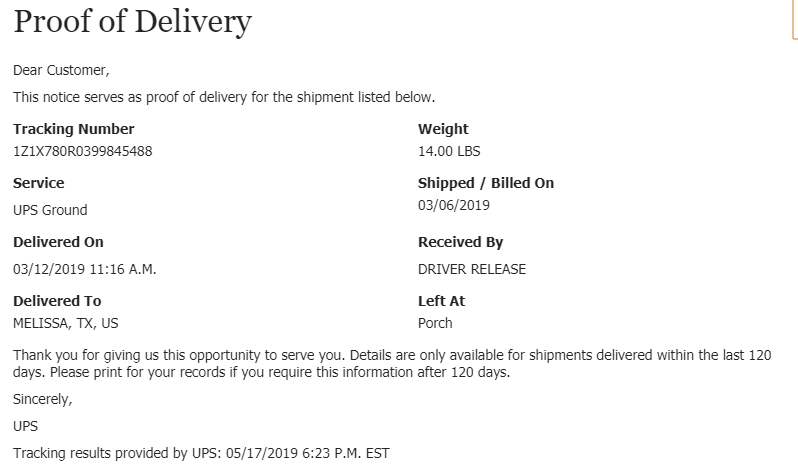 Proof of Delivery
Dear Customer,
This notice serves as proof of delivery for the shipment listed below.
Tracking Number
1Z1X780R0399845488
Weight
14.00 LBS
Service
UPS Ground
Shipped / Billed On
03/06/2019
Delivered On
03/12/2019 11:16 A.M.
Received By
DRIVER RELEASE
Delivered To
MELISSA, TX, US
Left At
Porch
Thank you for giving us this opportunity to serve you. Details are only available for shipments delivered within the last 120
days. Please print for your records if you require this information after 120 days.
Sincerely,
UPS
Tracking results provided by UPS: 05/17/2019 6:23 P.M. EST